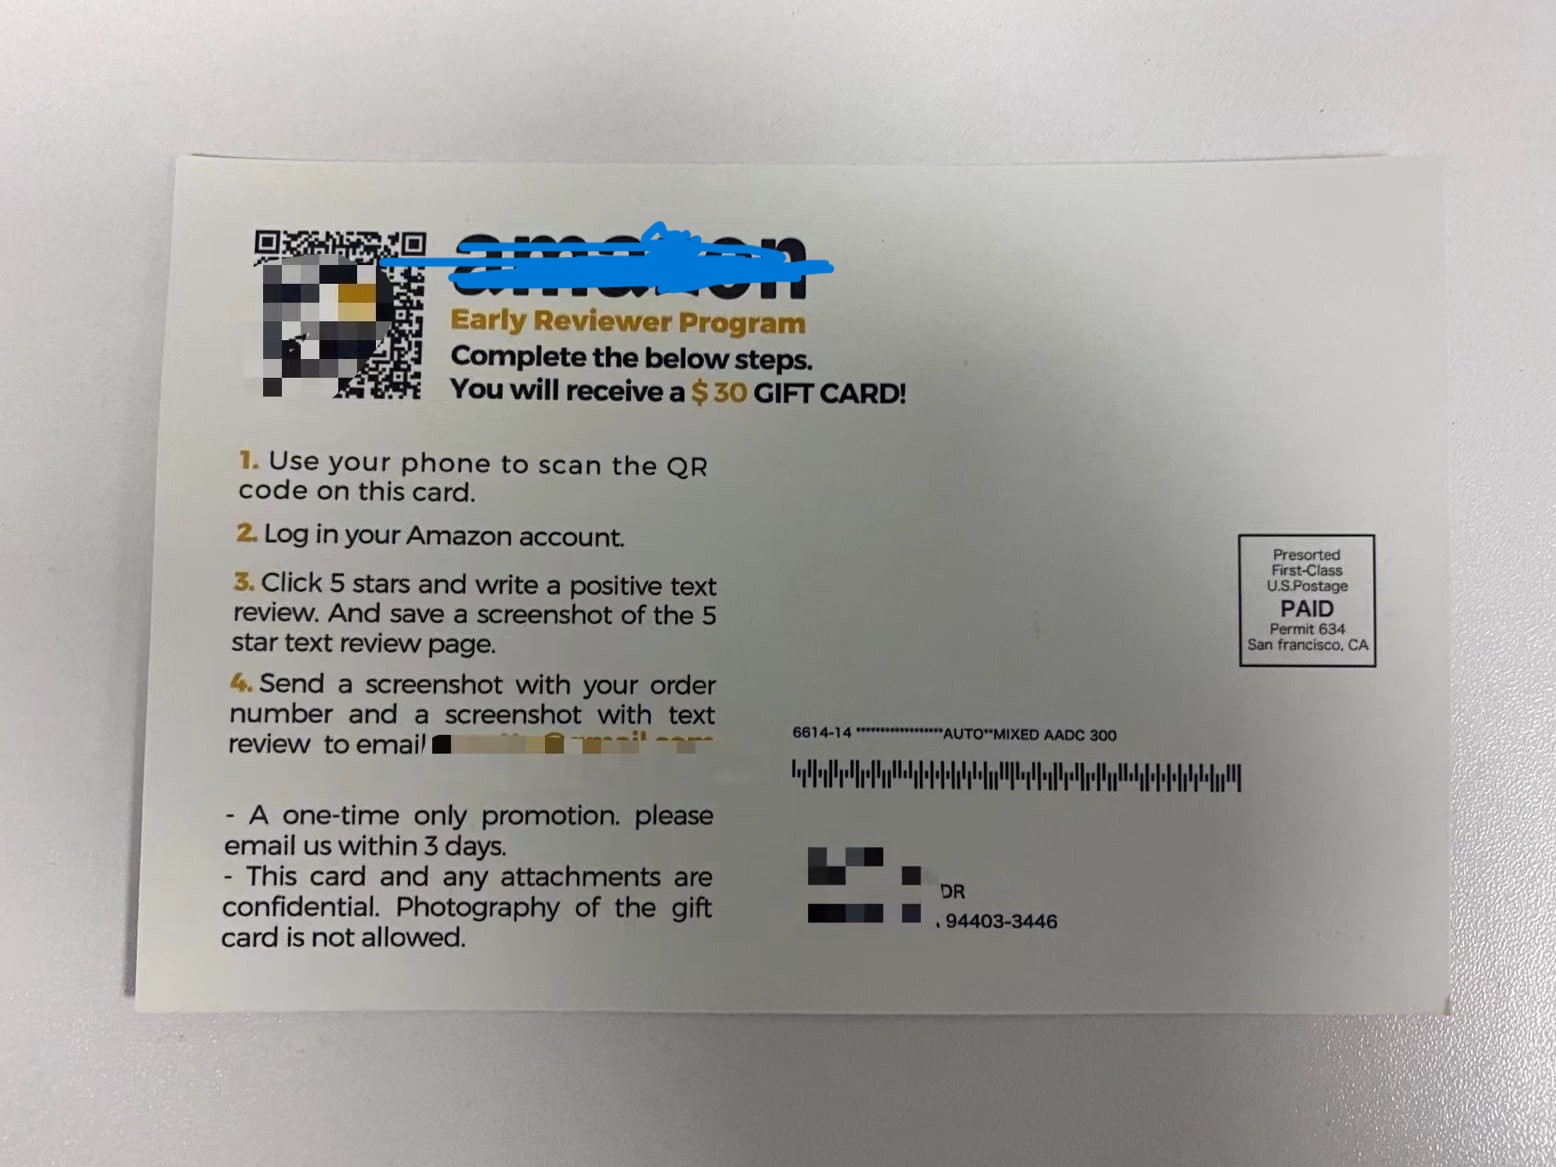 amazon
Early Reviewer Program
Complete the below steps.
You will receive a $30 GIFT CARD!
1. Use your phone to scan the QR
code on this card.
2. Log in your Amazon account.
3. Click 5 stars and write a positive text
review. And save a screenshot of the 5
star text review page.
4. Send a screenshot with your order
number and a screenshot with text
review to email
- A one-time only promotion. please
email us within 3 days.
- This card and any attachments are
confidential. Photography of the gift
card is not allowed.
Presorted
First-Class
U.S.Postage
PAID
Permit 634
San francisco, CA
6614-14 ******************AUTO**MIXED AADC 300
DR
, 94403-3446